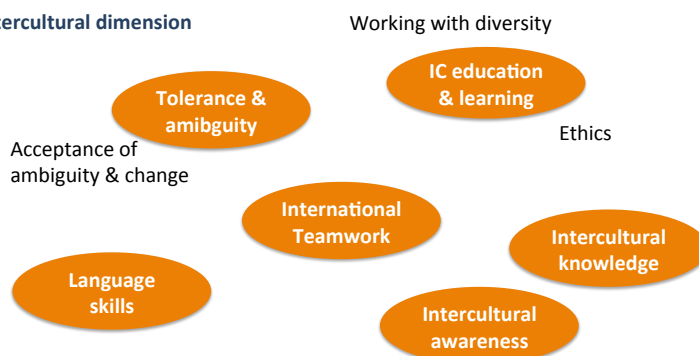 tercultural dimension
Working with diversity
IC education
& learning
Tolerance &
amibguity
Ethics
Acceptance of
ambiguity & change
International
Teamwork
Intercultural
knowledge
Language
skills
Intercultural
awareness